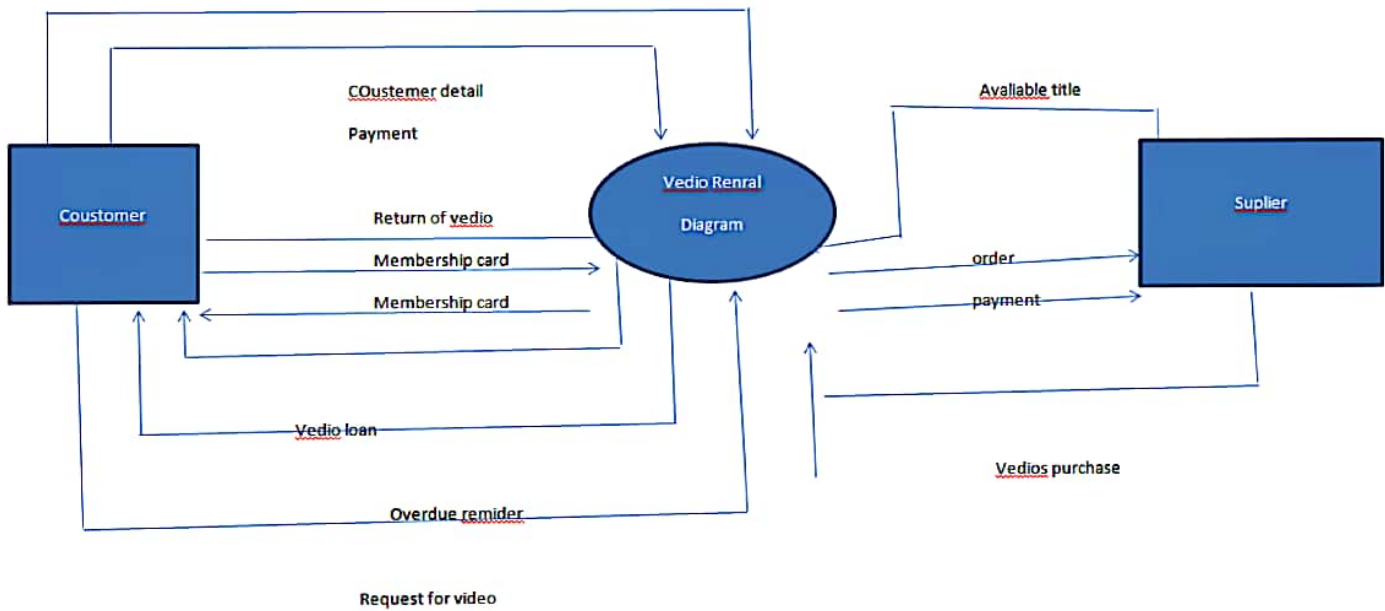 COustemer detail
Avaliable title
Payment
Vedio Renral
Diagram
Coustomer
Suplier
Return of vedio
Membership card
order
Membership card
payment
Vedio loan
Vedios purchase
Overdue remider
Request for video